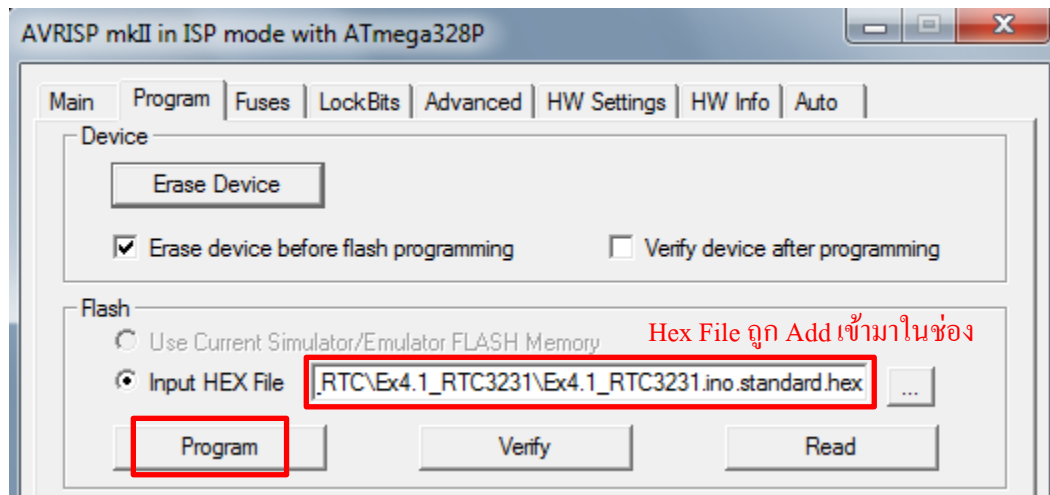 AVRISP mkII in ISP mode with ATmega328P
Main Program Fuses LockBits Advanced HW Settings HW Info Auto
Device
Erase Device
Erase device before flash programming Verify device after programming
Flash
Hex File ถูก Add เข้ามาในช่อง
Use Current Simulator/Emulator FLASH Memory
Input HEX File _RTC\Ex4.1_RTC3231\Ex4.1_RTC3231.ino.standard.hex ...
Program Verify Read